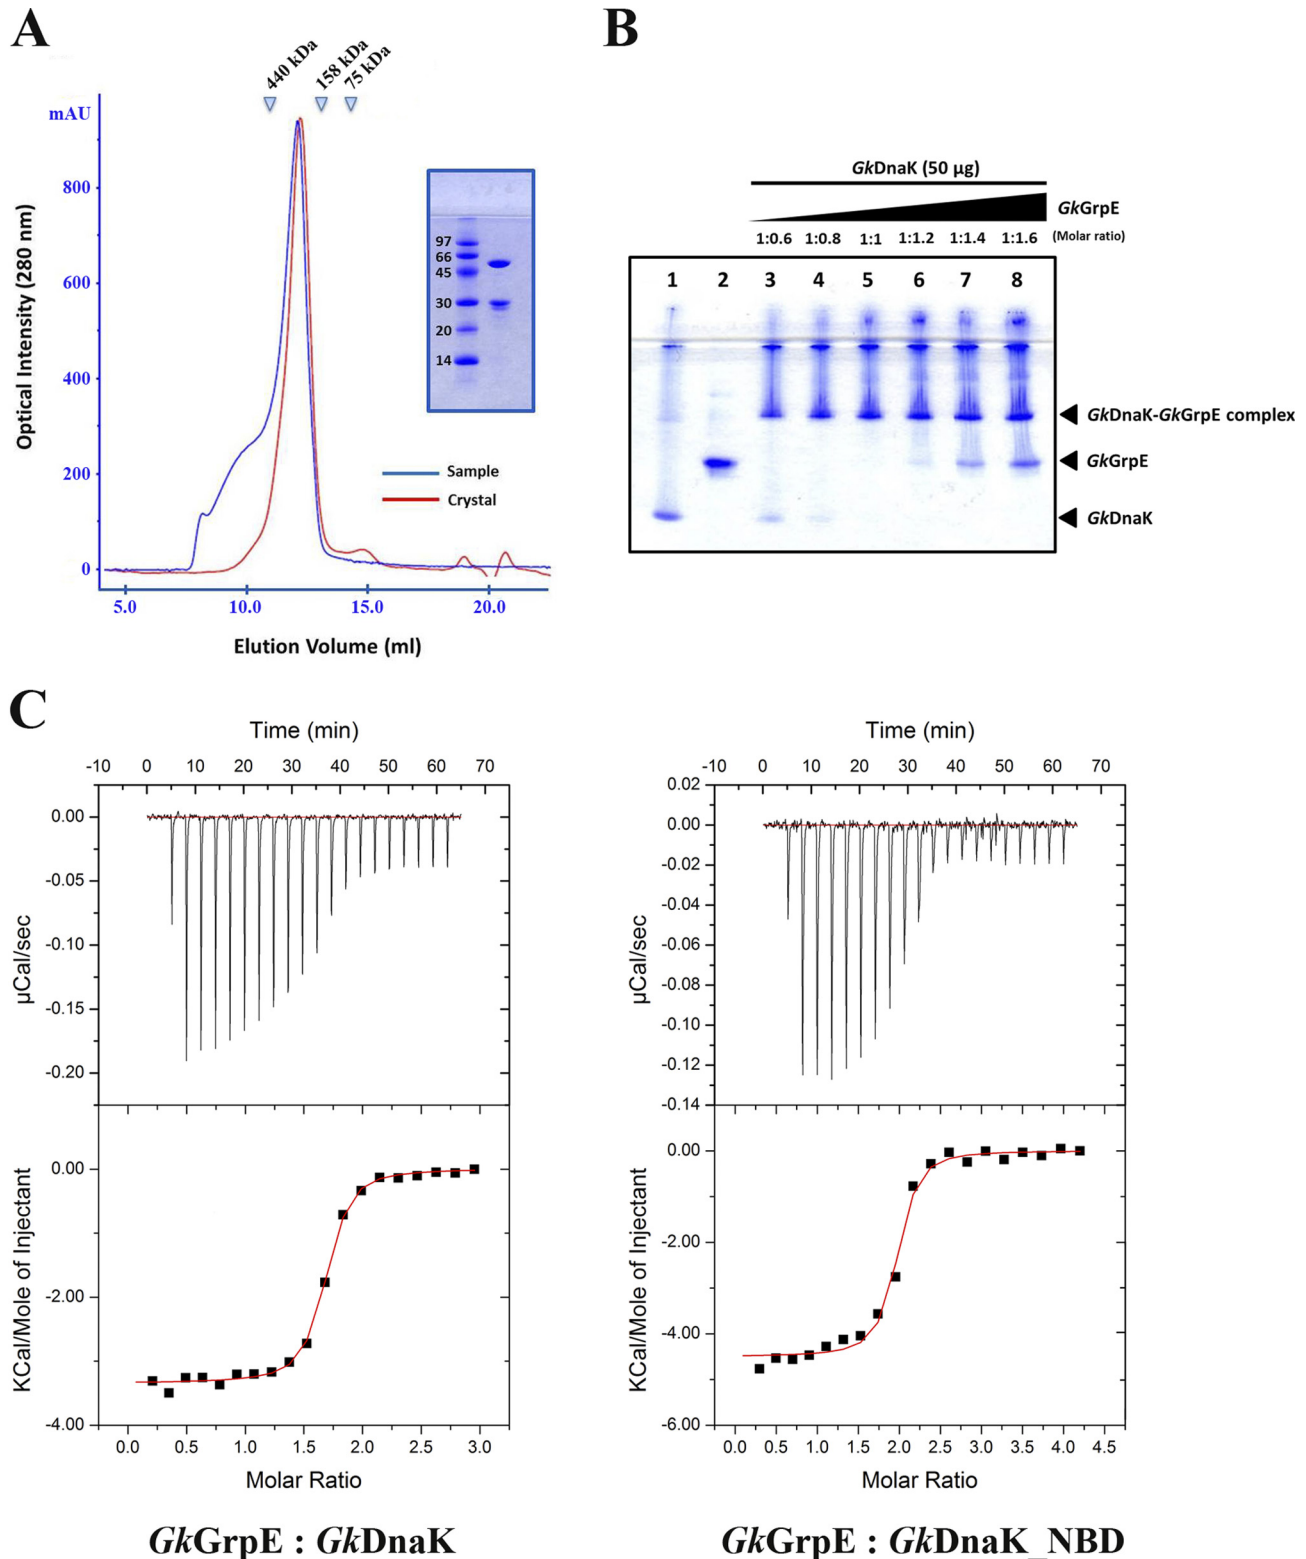 A
440 kDa
158 kDa
75 kDa
mAU
800
600
400
200
0
5.0 10.0 15.0 20.0
Optical Intensity (280 nm)
Elution Volume (ml)
97
66
45
30
20
14
Sample
Crystal
B
GkDnaK (50 µg)
GkGrpE
1:0.6 1:0.8 1:1 1:1.2 1:1.4 1:1.6 (Molar ratio)
1 2 3 4 5 6 7 8
GkDnaK-GkGrpE complex
GkGrpE
GkDnaK
C
Time (min)
-10 0 10 20 30 40 50 60 70
0.00
-0.05
-0.10
-0.15
-0.20
µCal/sec
0.00
-2.00
-4.00
KCal/Mole of Injectant
0.0 0.5 1.0 1.5 2.0 2.5 3.0
Molar Ratio
GkGrpE : GkDnaK
Time (min)
-10 0 10 20 30 40 50 60 70
0.02
0.00
-0.02
-0.04
-0.06
-0.08
-0.10
-0.12
-0.14
µCal/sec
0.00
-2.00
-4.00
-6.00
KCal/Mole of Injectant
0.0 0.5 1.0 1.5 2.0 2.5 3.0 3.5 4.0 4.5
Molar Ratio
GkGrpE : GkDnaK_NBD